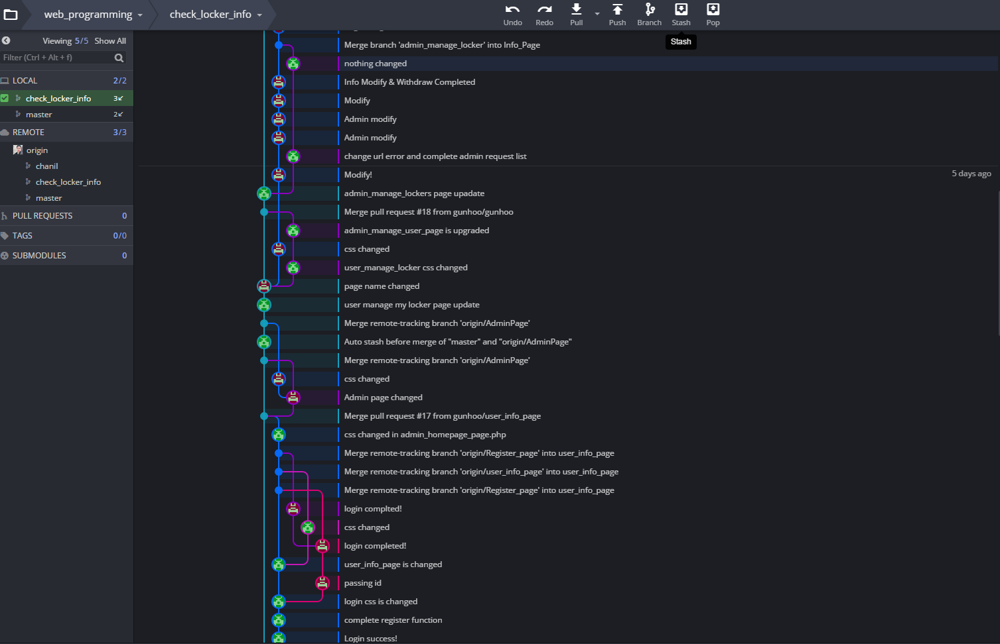 web_programming
check_locker_info
Undo
Redo
Pull
Push
Branch
Stash
Pop
Stash
Viewing 5/5 Show All
Filter (Ctrl + Alt + f)
LOCAL 2/2
check_locker_info 3↙
master 2↙
REMOTE 3/3
origin
chanil
check_locker_info
master
PULL REQUESTS 0
TAGS 0/0
SUBMODULES 0
Merge branch 'admin_manage_locker' into Info_Page
nothing changed
Info Modify & Withdraw Completed
Modify
Admin modify
Admin modify
change url error and complete admin request list
Modify!
5 days ago
admin_manage_lockers page upadate
Merge pull request #18 from gunhoo/gunhoo
admin_manage_user_page is upgraded
css changed
user_manage_locker css changed
page name changed
user manage my locker page update
Merge remote-tracking branch 'origin/AdminPage'
Auto stash before merge of "master" and "origin/AdminPage"
Merge remote-tracking branch 'origin/AdminPage'
css changed
Admin page changed
Merge pull request #17 from gunhoo/user_info_page
css changed in admin_homepage_page.php
Merge remote-tracking branch 'origin/Register_page' into user_info_page
Merge remote-tracking branch 'origin/user_info_page' into user_info_page
Merge remote-tracking branch 'origin/Register_page' into user_info_page
login complted!
css changed
login completed!
user_info_page is changed
passing id
login css is changed
complete register function
Login success!